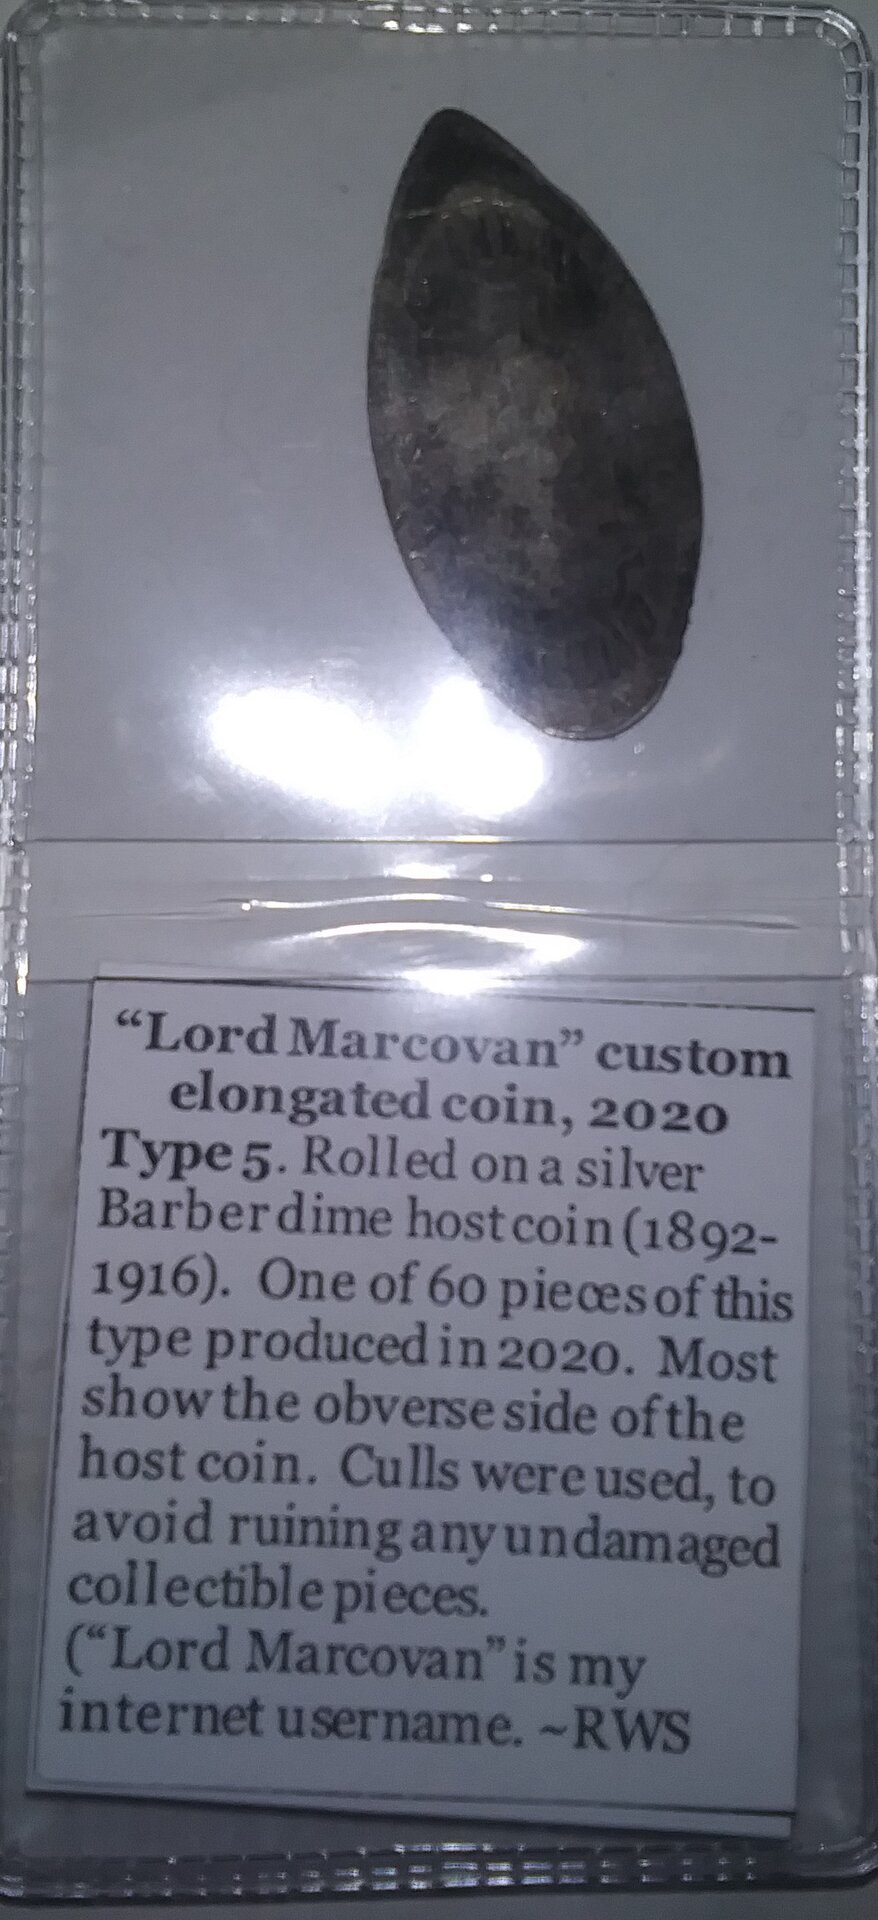 “Lord Marcovan” custom
elongated coin, 2020
Type 5. Rolled on a silver
Barber dime host coin (1892-
1916). One of 60 pieces of this
type produced in 2020. Most
show the obverse side of the
host coin. Culls were used, to
avoid ruining any undamaged
collectible pieces.
(“Lord Marcovan” is my
internet username. ~RWS